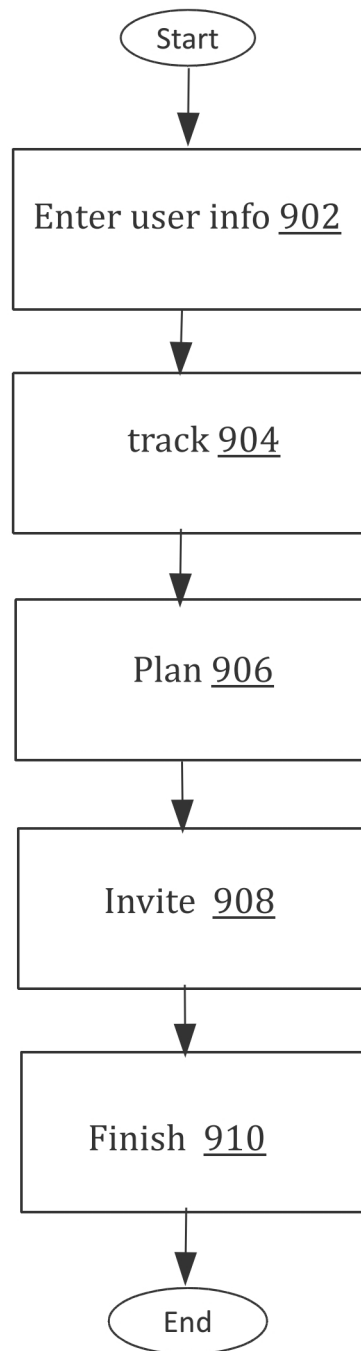 Start
Enter user info 902
track 904
Plan 906
Invite 908
Finish 910
End